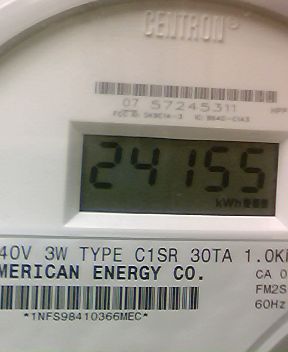 CENTRON®
07 57245311
24155
kWh
40V 3W TYPE C1SR 30TA 1.0K
MERICAN ENERGY CO.
CA 0
FM2S
60Hz
*1NFS98410366MEC*